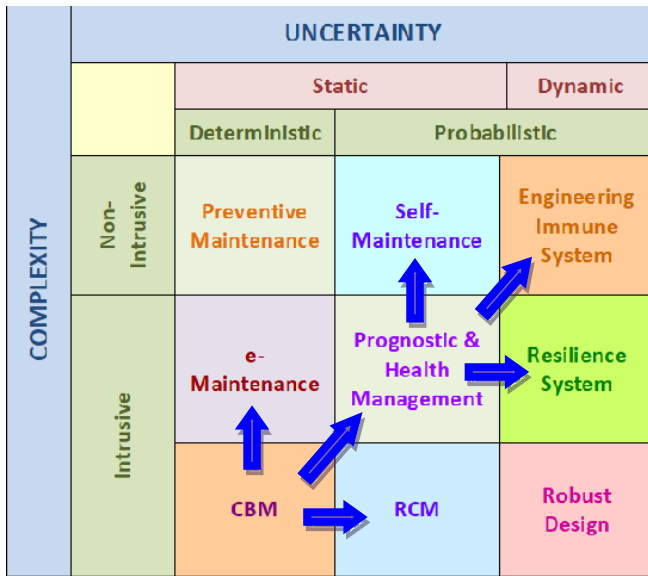 UNCERTAINTY
Static
Dynamic
Deterministic
Probabilistic
COMPLEXITY
Non-
Intrusive
Preventive
Maintenance
Self-
Maintenance
Engineering
Immune
System
Intrusive
e-
Maintenance
Prognostic &
Health
Management
Resilience
System
CBM
RCM
Robust
Design